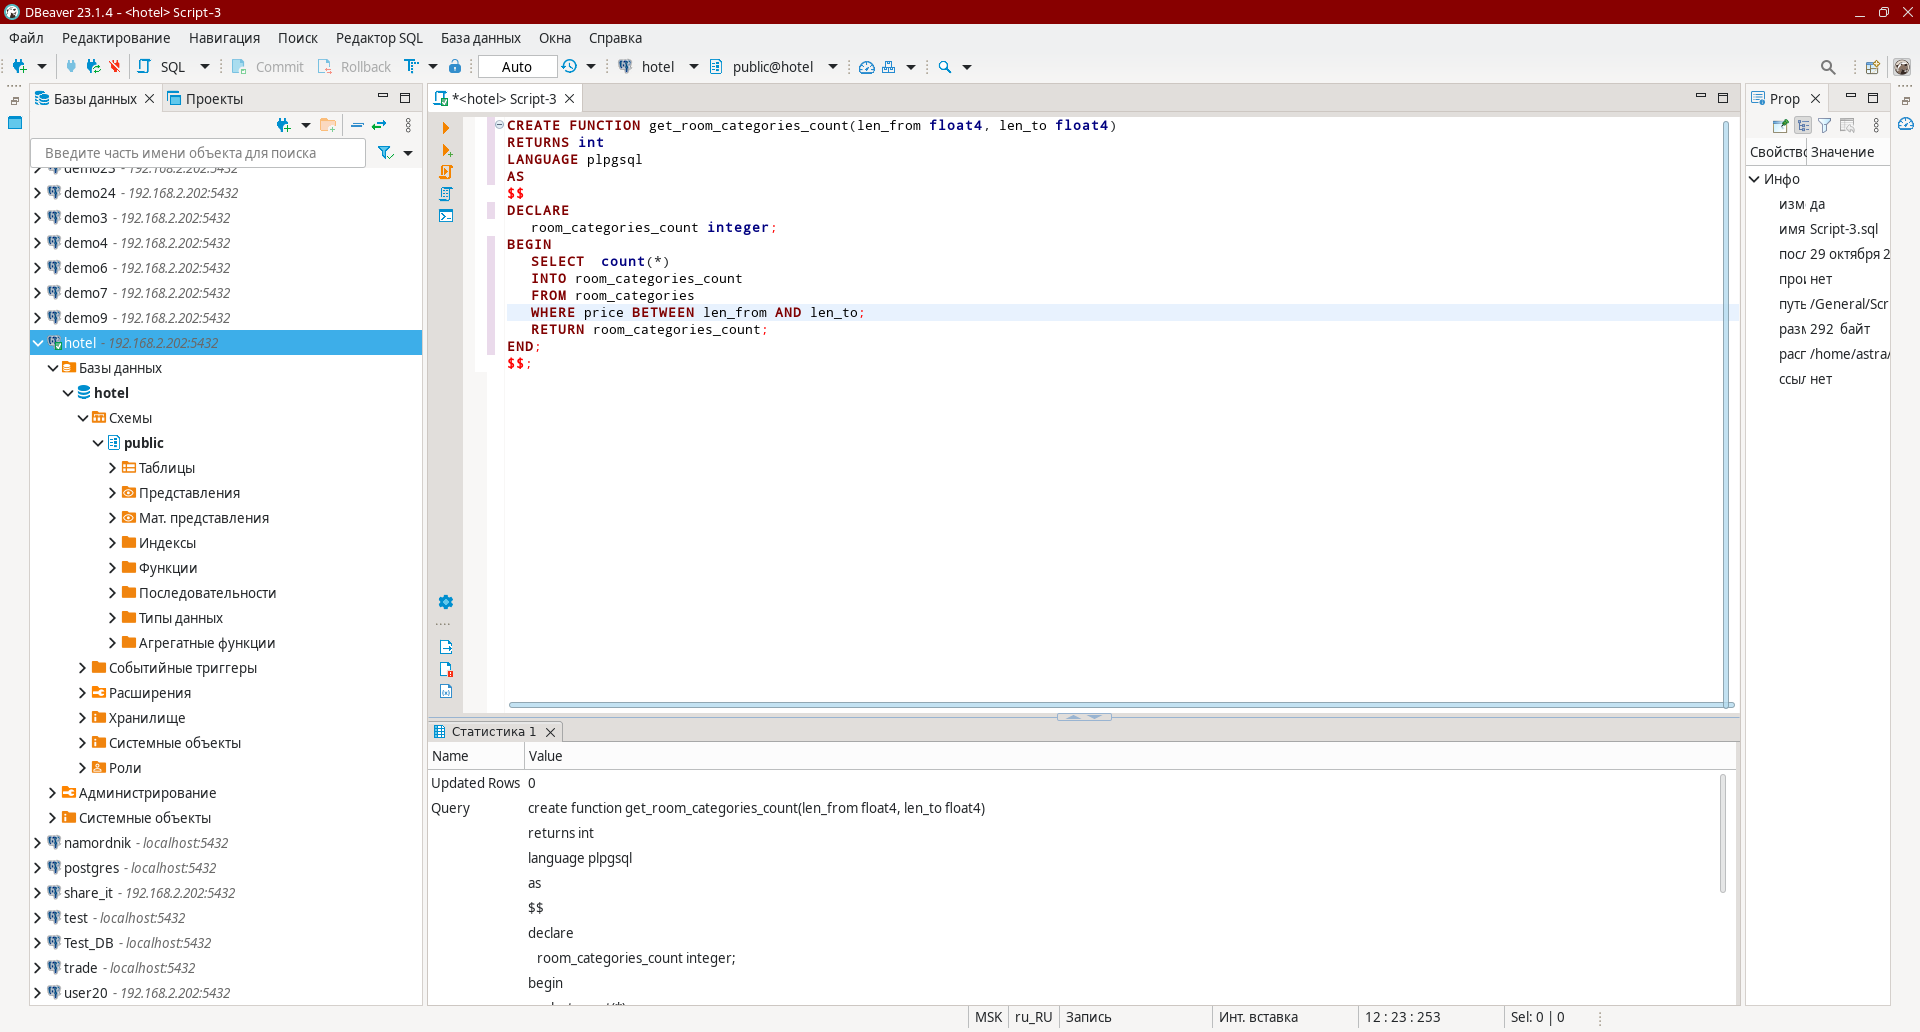 DBeaver 23.1.4 - <hotel> Script-3
Файл Редактирование Навигация Поиск Редактор SQL База данных Окна Справка
SQL Commit Rollback Auto hotel public@hotel
Базы данных Проекты
Введите часть имени объекта для поиска
demo23 - 192.168.2.202:5432
demo24 - 192.168.2.202:5432
demo3 - 192.168.2.202:5432
demo4 - 192.168.2.202:5432
demo6 - 192.168.2.202:5432
demo7 - 192.168.2.202:5432
demo9 - 192.168.2.202:5432
hotel - 192.168.2.202:5432
Базы данных
hotel
Схемы
public
Таблицы
Представления
Мат. представления
Индексы
Функции
Последовательности
Типы данных
Агрегатные функции
Событийные триггеры
Расширения
Хранилище
Системные объекты
Роли
Администрирование
Системные объекты
namordnik - localhost:5432
postgres - localhost:5432
share_it - 192.168.2.202:5432
test - localhost:5432
Test_DB - localhost:5432
trade - localhost:5432
user20 - 192.168.2.202:5432
*<hotel> Script-3
CREATE FUNCTION get_room_categories_count(len_from float4, len_to float4)
RETURNS int
LANGUAGE plpgsql
AS
$$
DECLARE
room_categories_count integer;
BEGIN
SELECT count(*)
INTO room_categories_count
FROM room_categories
WHERE price BETWEEN len_from AND len_to;
RETURN room_categories_count;
END;
$$;
Статистика 1
Name Value
Updated Rows 0
Query create function get_room_categories_count(len_from float4, len_to float4)
returns int
language plpgsql
as
$$
declare
room_categories_count integer;
begin
Prop
Свойство Значение
Инфо
изм да
имя Script-3.sql
посл 29 октября 2
прои нет
путь /General/Scr
разм 292 байт
расп /home/astra/
ссыл нет
MSK ru_RU Запись Инт. вставка 12 : 23 : 253 Sel: 0 | 0